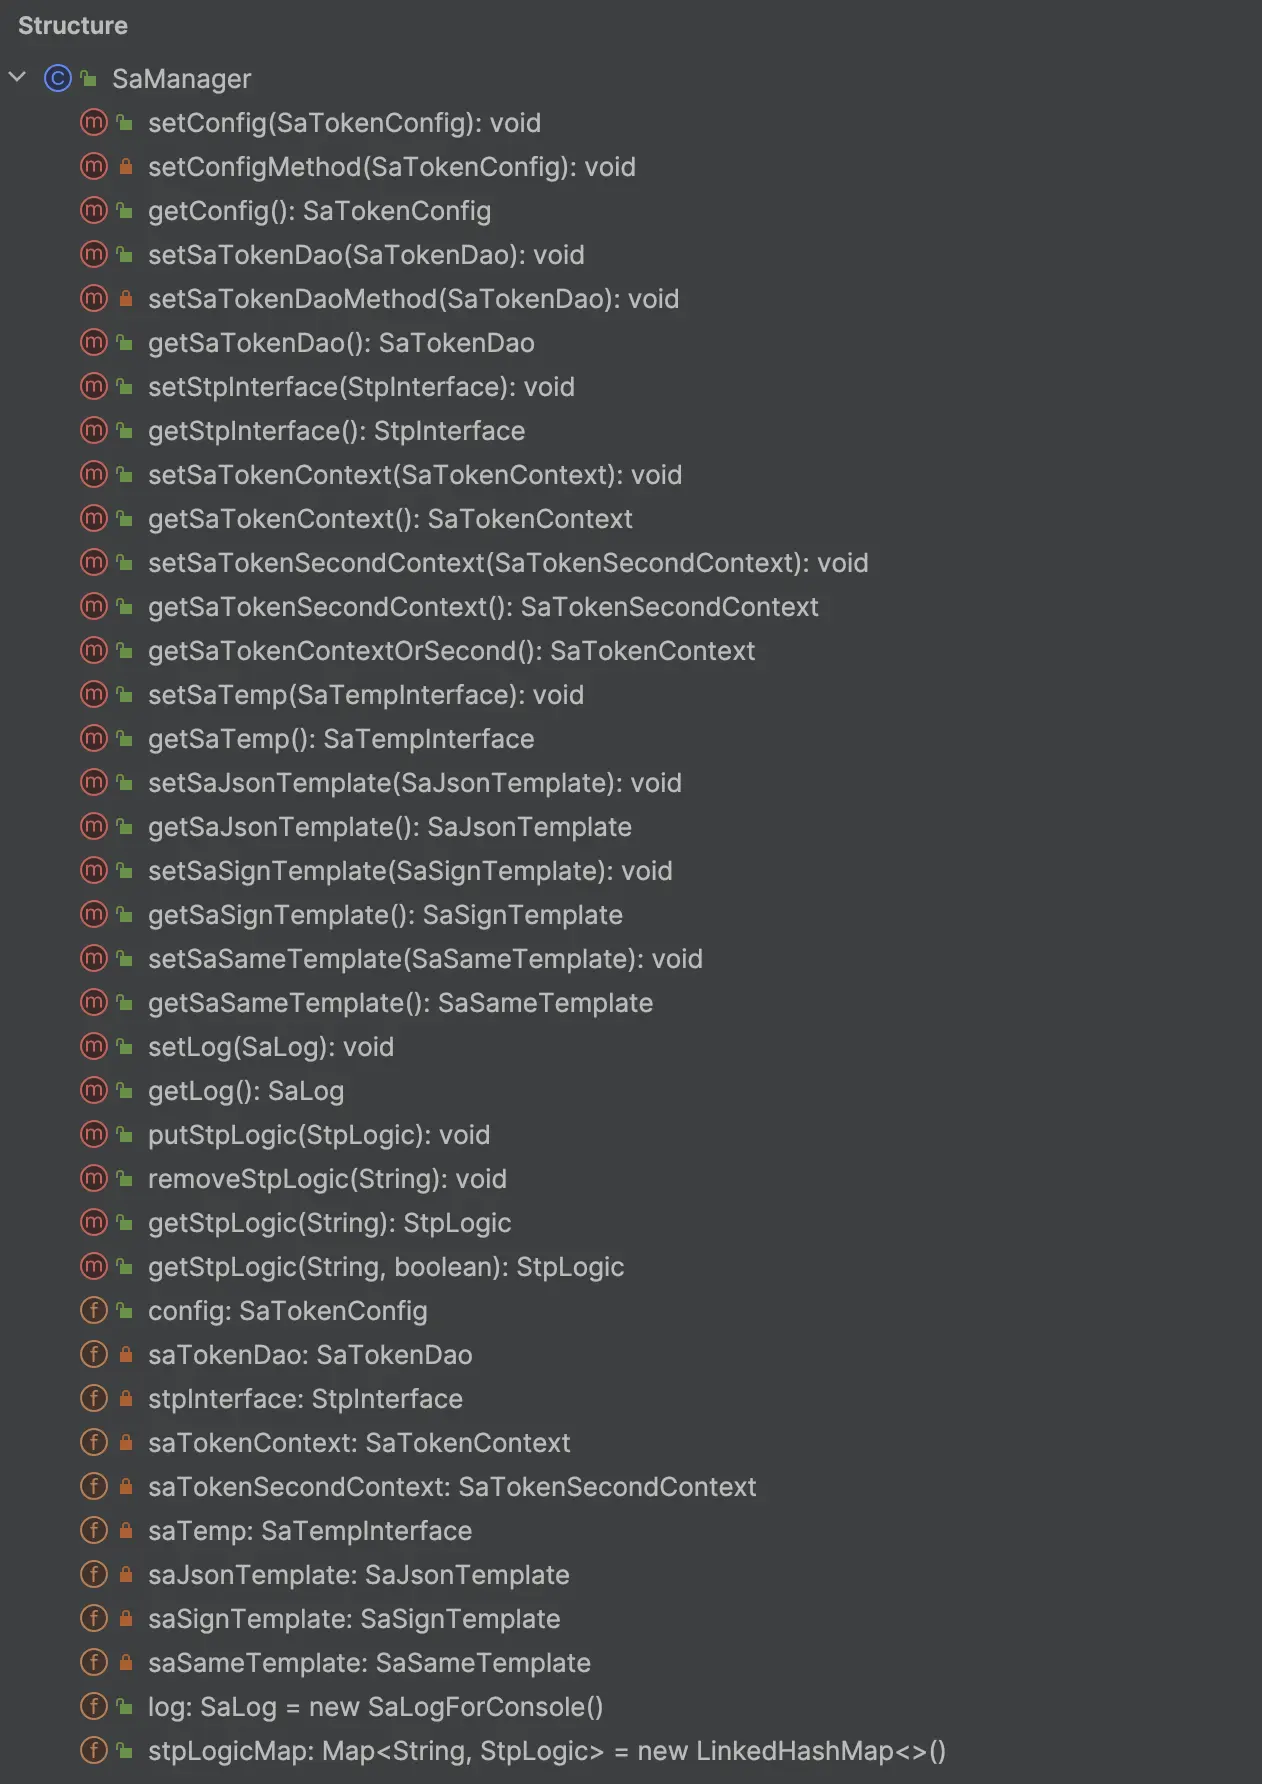 Structure
SaManager
setConfig(SaTokenConfig): void
setConfigMethod(SaTokenConfig): void
getConfig(): SaTokenConfig
setSaTokenDao(SaTokenDao): void
setSaTokenDaoMethod(SaTokenDao): void
getSaTokenDao(): SaTokenDao
setStpInterface(StpInterface): void
getStpInterface(): StpInterface
setSaTokenContext(SaTokenContext): void
getSaTokenContext(): SaTokenContext
setSaTokenSecondContext(SaTokenSecondContext): void
getSaTokenSecondContext(): SaTokenSecondContext
getSaTokenContextOrSecond(): SaTokenContext
setSaTemp(SaTempInterface): void
getSaTemp(): SaTempInterface
setSaJsonTemplate(SaJsonTemplate): void
getSaJsonTemplate(): SaJsonTemplate
setSaSignTemplate(SaSignTemplate): void
getSaSignTemplate(): SaSignTemplate
setSaSameTemplate(SaSameTemplate): void
getSaSameTemplate(): SaSameTemplate
setLog(SaLog): void
getLog(): SaLog
putStpLogic(StpLogic): void
removeStpLogic(String): void
getStpLogic(String): StpLogic
getStpLogic(String, boolean): StpLogic
config: SaTokenConfig
saTokenDao: SaTokenDao
stpInterface: StpInterface
saTokenContext: SaTokenContext
saTokenSecondContext: SaTokenSecondContext
saTemp: SaTempInterface
saJsonTemplate: SaJsonTemplate
saSignTemplate: SaSignTemplate
saSameTemplate: SaSameTemplate
log: SaLog = new SaLogForConsole()
stpLogicMap: Map<String, StpLogic> = new LinkedHashMap<>()